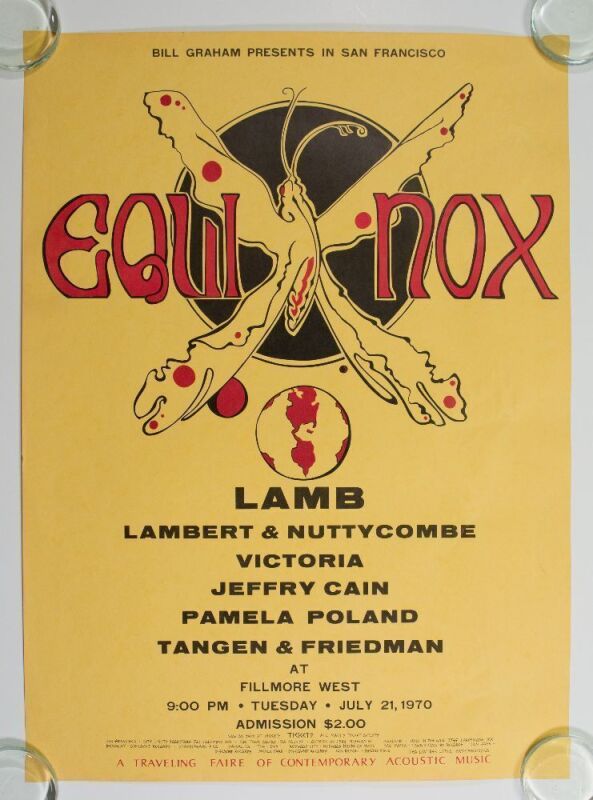 BILL GRAHAM PRESENTS IN SAN FRANCISCO
EQUINOX
LAMB
LAMBERT & NUTTYCOMBE
VICTORIA
JEFFRY CAIN
PAMELA POLAND
TANGEN & FRIEDMAN
AT
FILLMORE WEST
9:00 PM • TUESDAY • JULY 21, 1970
ADMISSION $2.00
TICKETS
A TRAVELING FAIRE OF CONTEMPORARY ACOUSTIC MUSIC